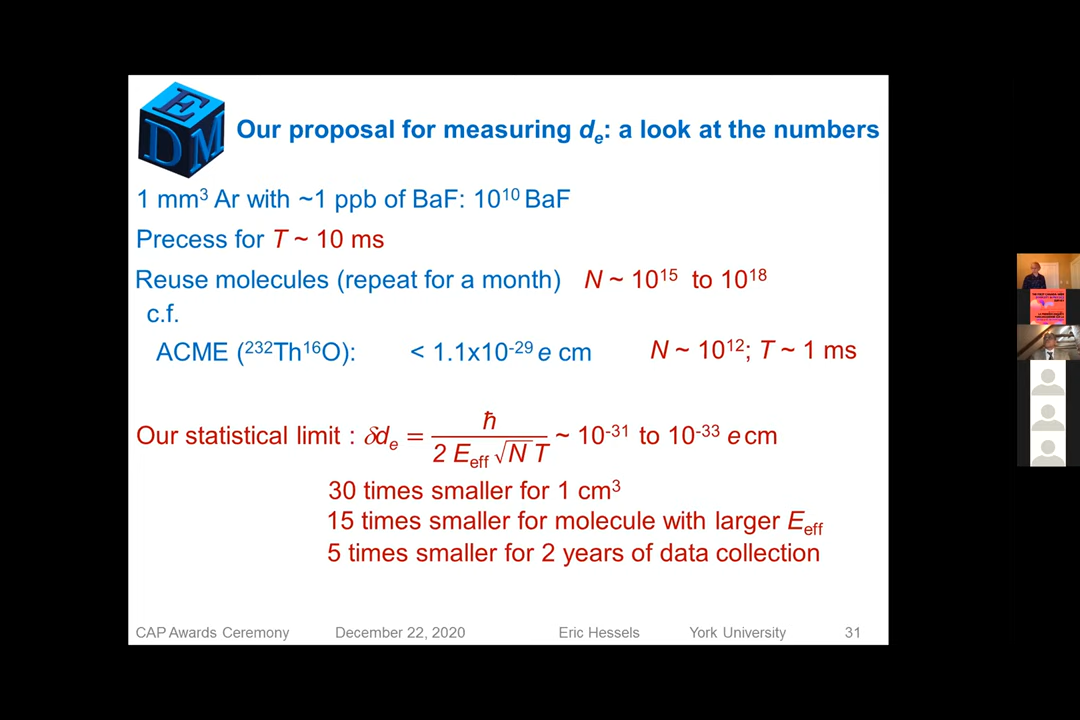 EDM
Our proposal for measuring dₑ: a look at the numbers
1 mm³ Ar with ~1 ppb of BaF: 10¹⁰ BaF
Precess for T ~ 10 ms
Reuse molecules (repeat for a month) N ~ 10¹⁵ to 10¹⁸
c.f.
ACME (²³²Th¹⁶O): < 1.1x10⁻²⁹ e cm N ~ 10¹²; T ~ 1 ms
Our statistical limit : δdₑ = ħ / 2 E_eff √N T ~ 10⁻³¹ to 10⁻³³ e cm
30 times smaller for 1 cm³
15 times smaller for molecule with larger E_eff
5 times smaller for 2 years of data collection
CAP Awards Ceremony December 22, 2020 Eric Hessels York University 31